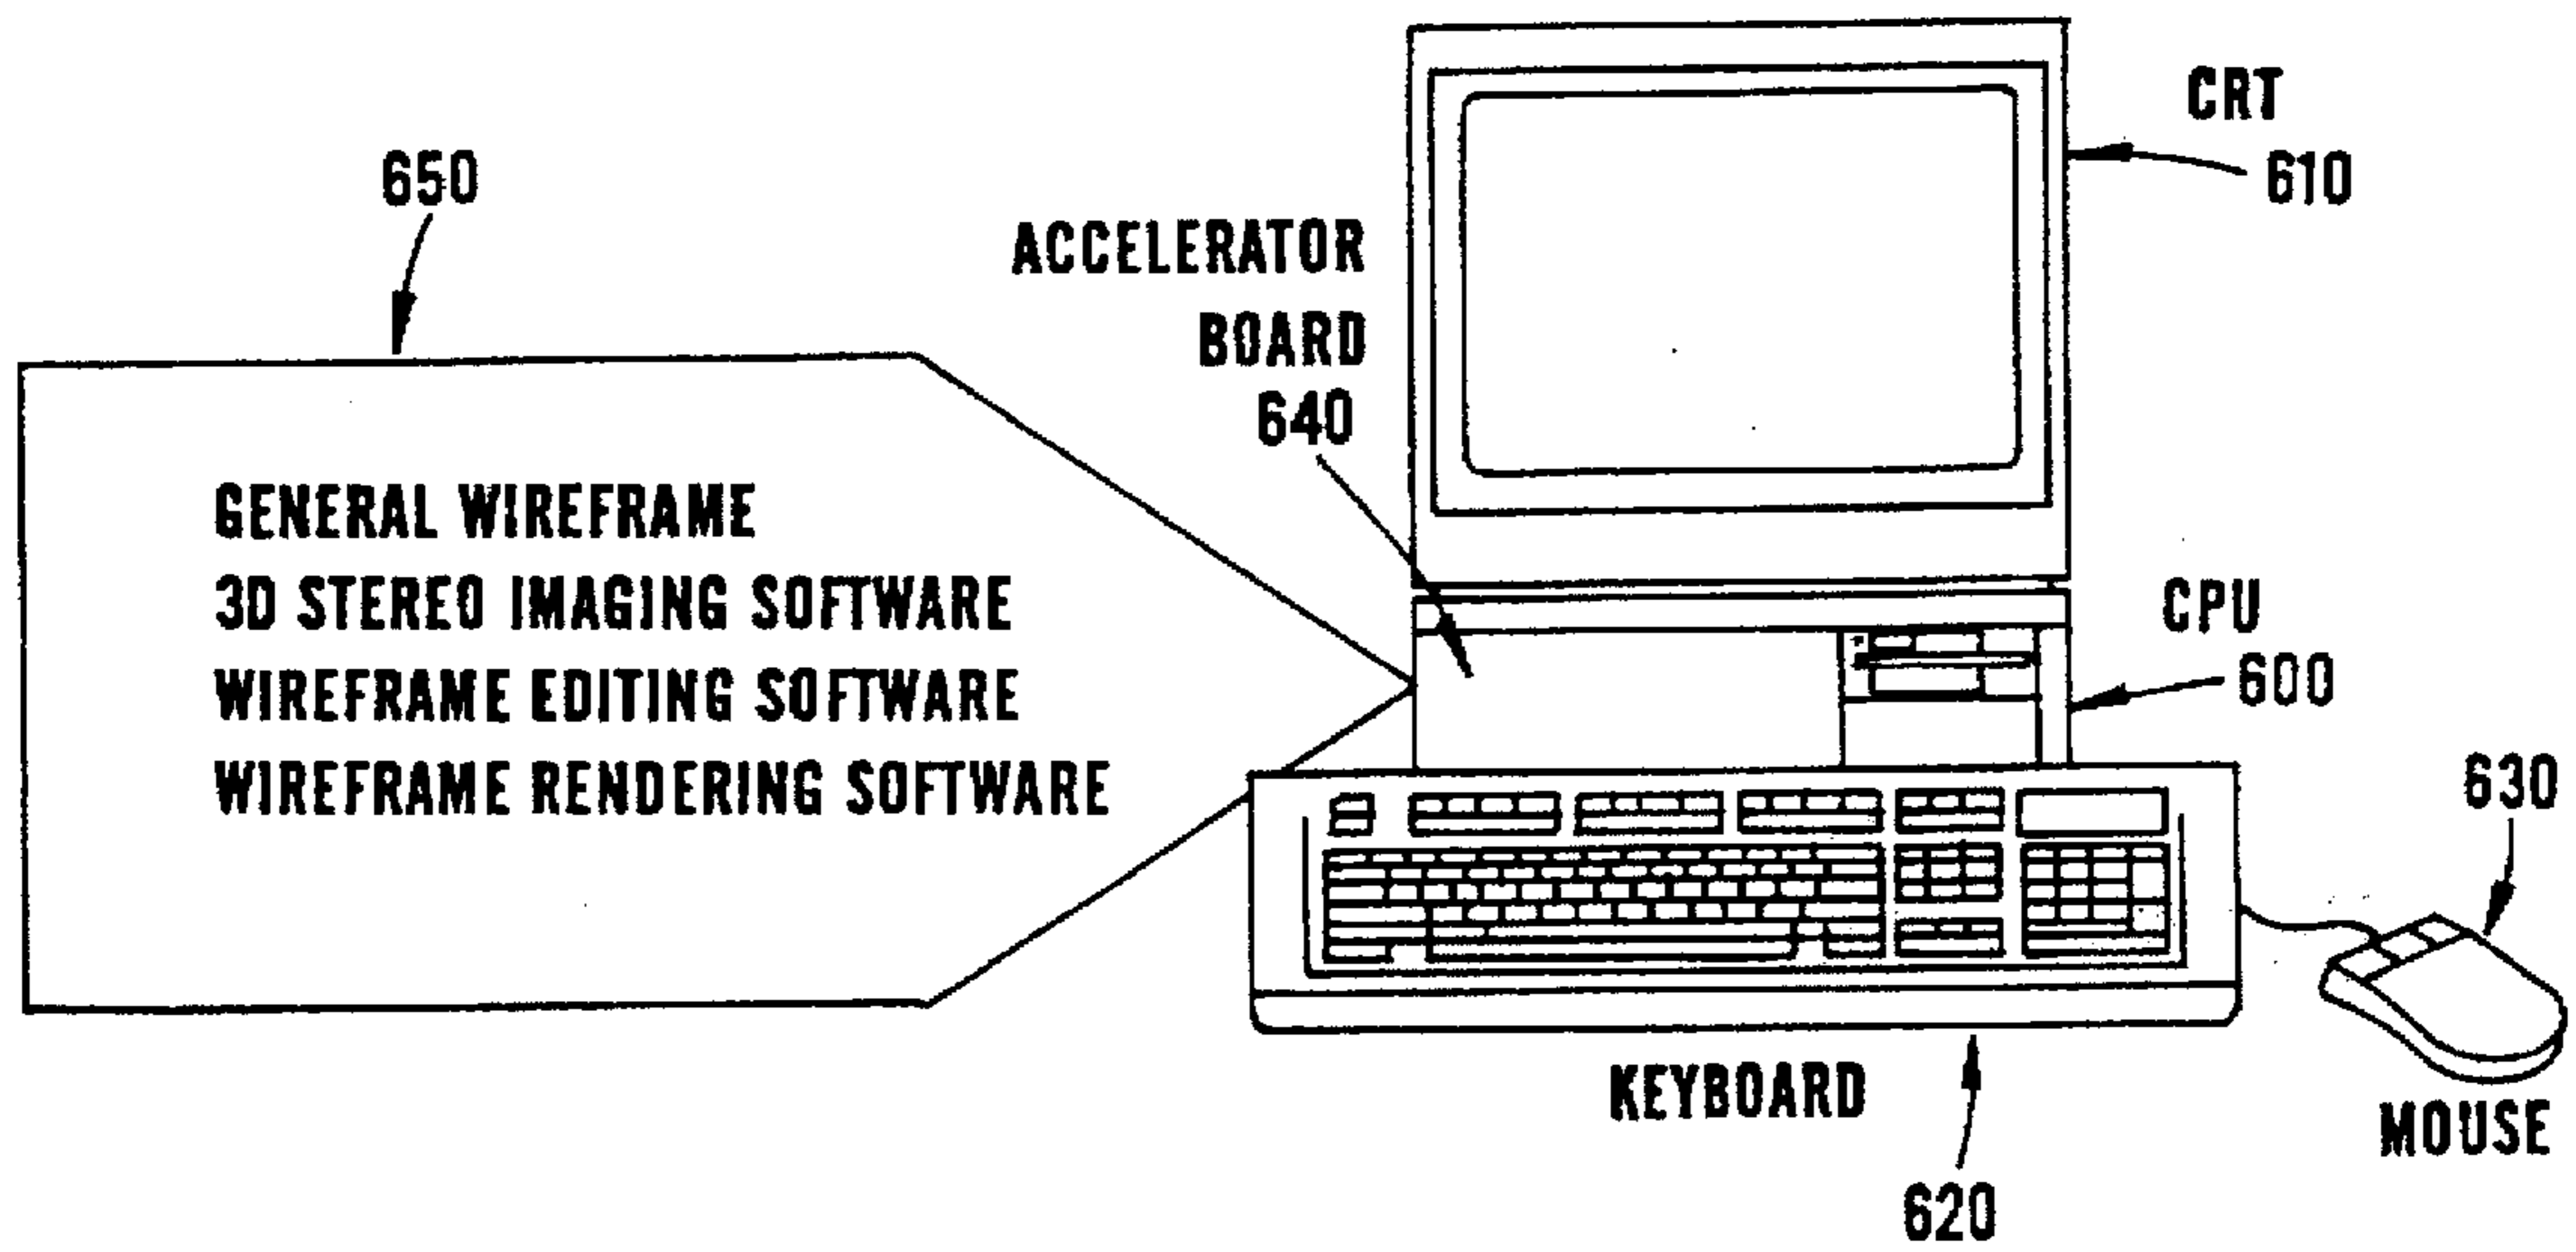 CRT
610
650
ACCELERATOR
BOARD
640
GENERAL WIREFRAME
3D STEREO IMAGING SOFTWARE
WIREFRAME EDITING SOFTWARE
WIREFRAME RENDERING SOFTWARE
CPU
600
630
KEYBOARD
620
MOUSE